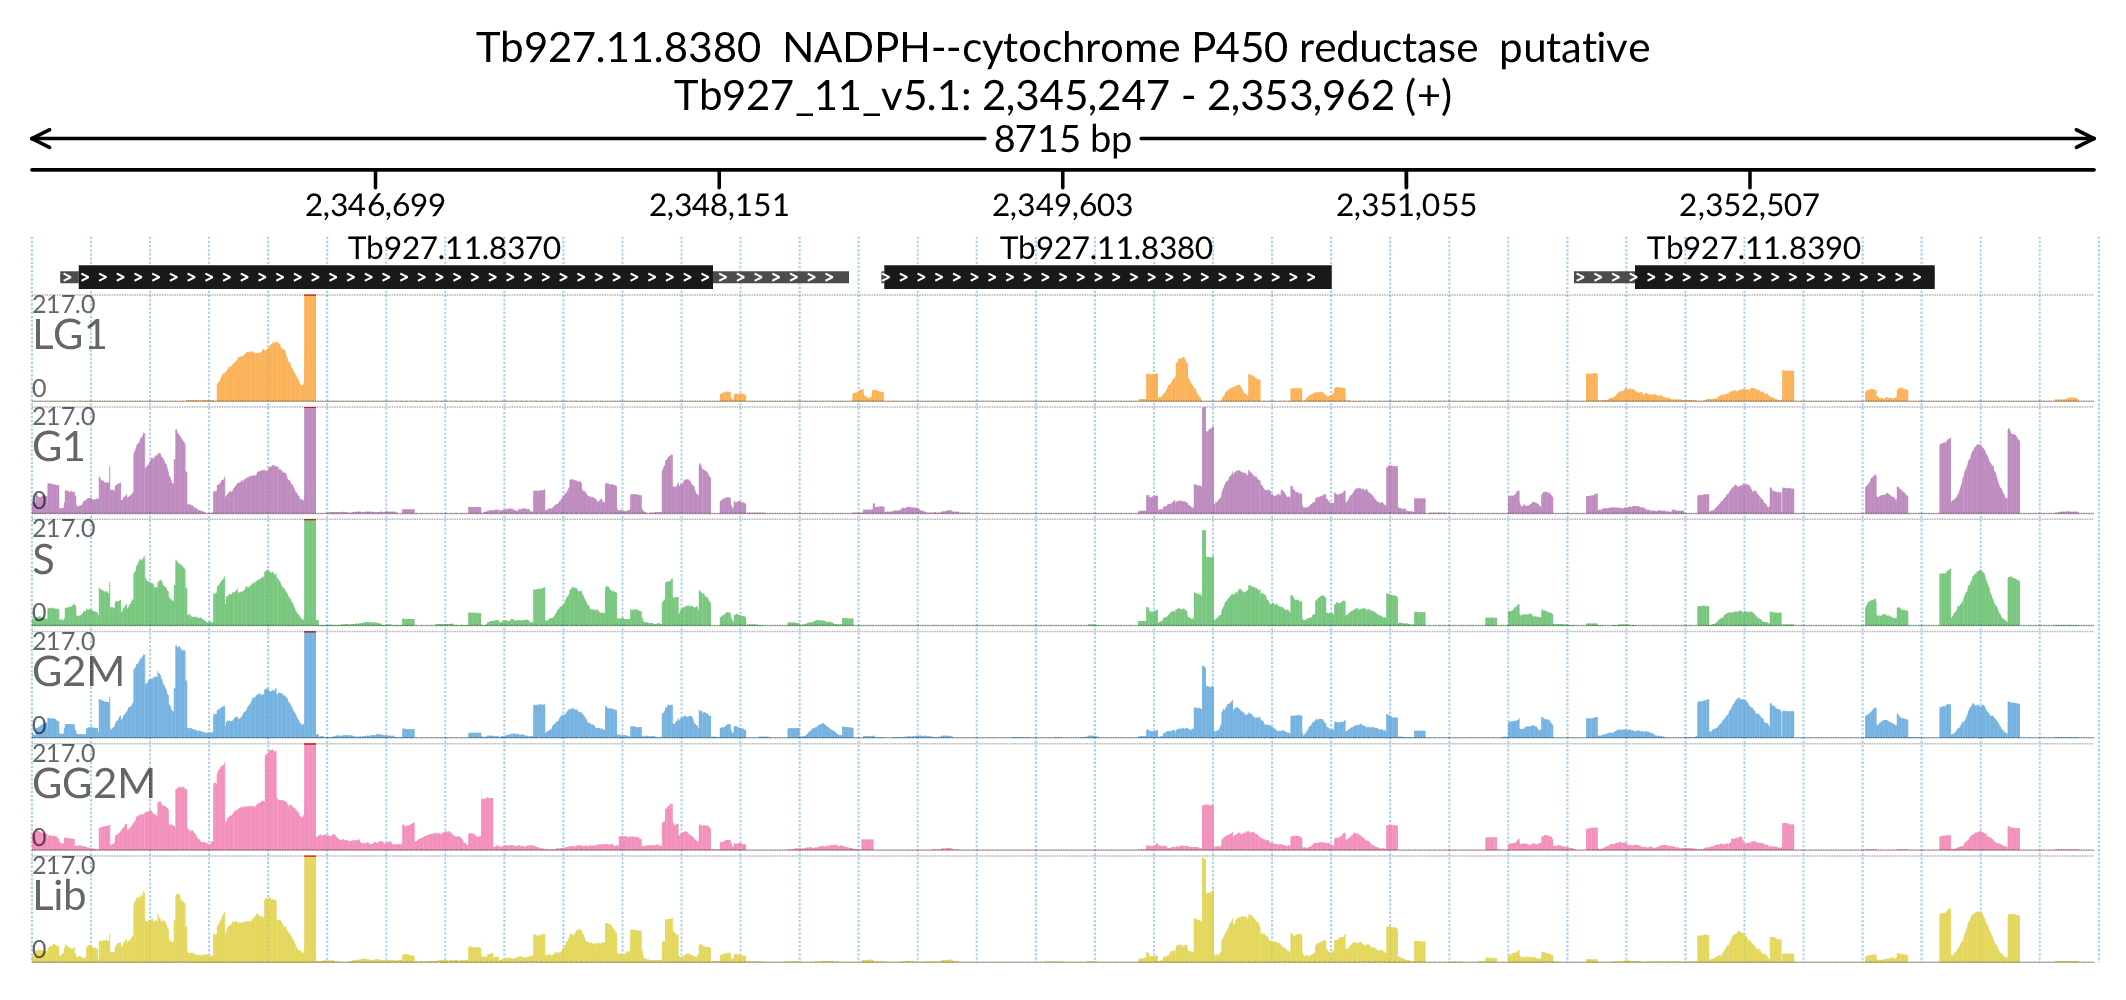 Tb927.11.8380  NADPH--cytochrome P450 reductase  putative
Tb927_11_v5.1: 2,345,247 - 2,353,962 (+)
8715 bp
2,346,699 2,348,151 2,349,603 2,351,055 2,352,507
Tb927.11.8370 Tb927.11.8380 Tb927.11.8390
217.0
LG1
0
217.0
G1
0
217.0
S
0
217.0
G2M
0
217.0
GG2M
0
217.0
Lib
0